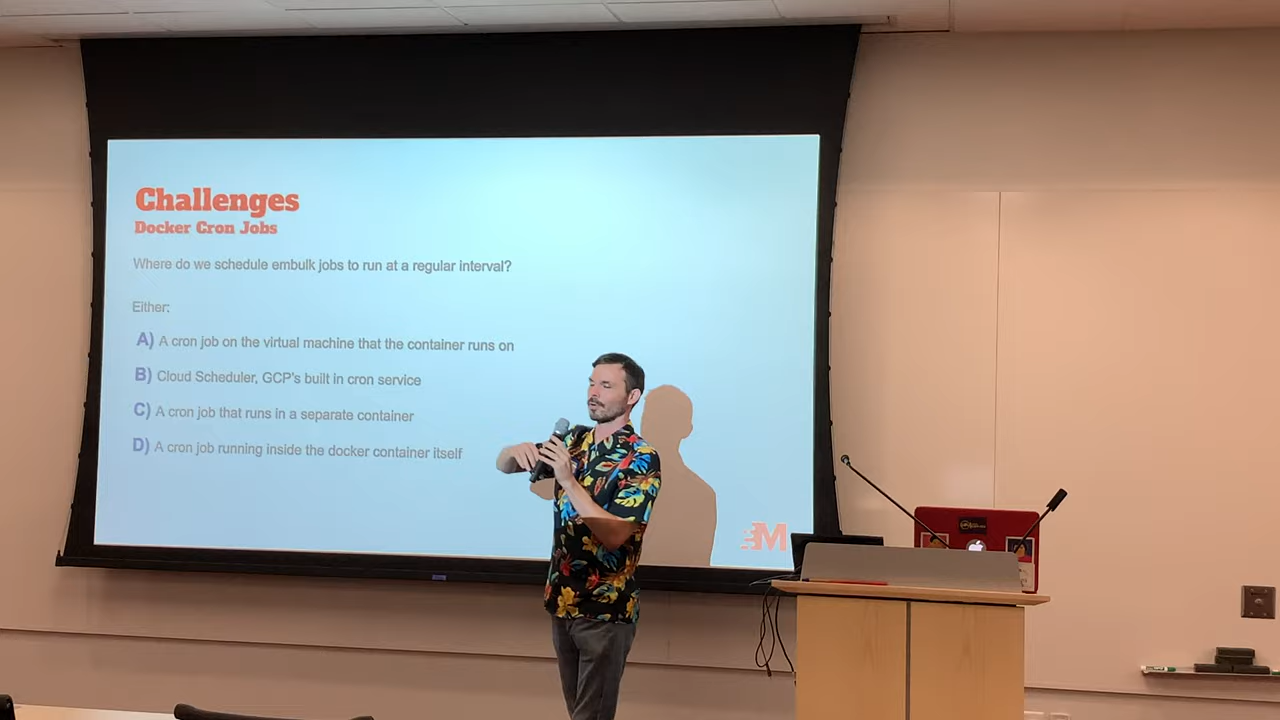 Challenges
Docker Cron Jobs
Where do we schedule embulk jobs to run at a regular interval?
Either:
A) A cron job on the virtual machine that the container runs on
B) Cloud Scheduler, GCP's built in cron service
C) A cron job that runs in a separate container
D) A cron job running inside the docker container itself
M